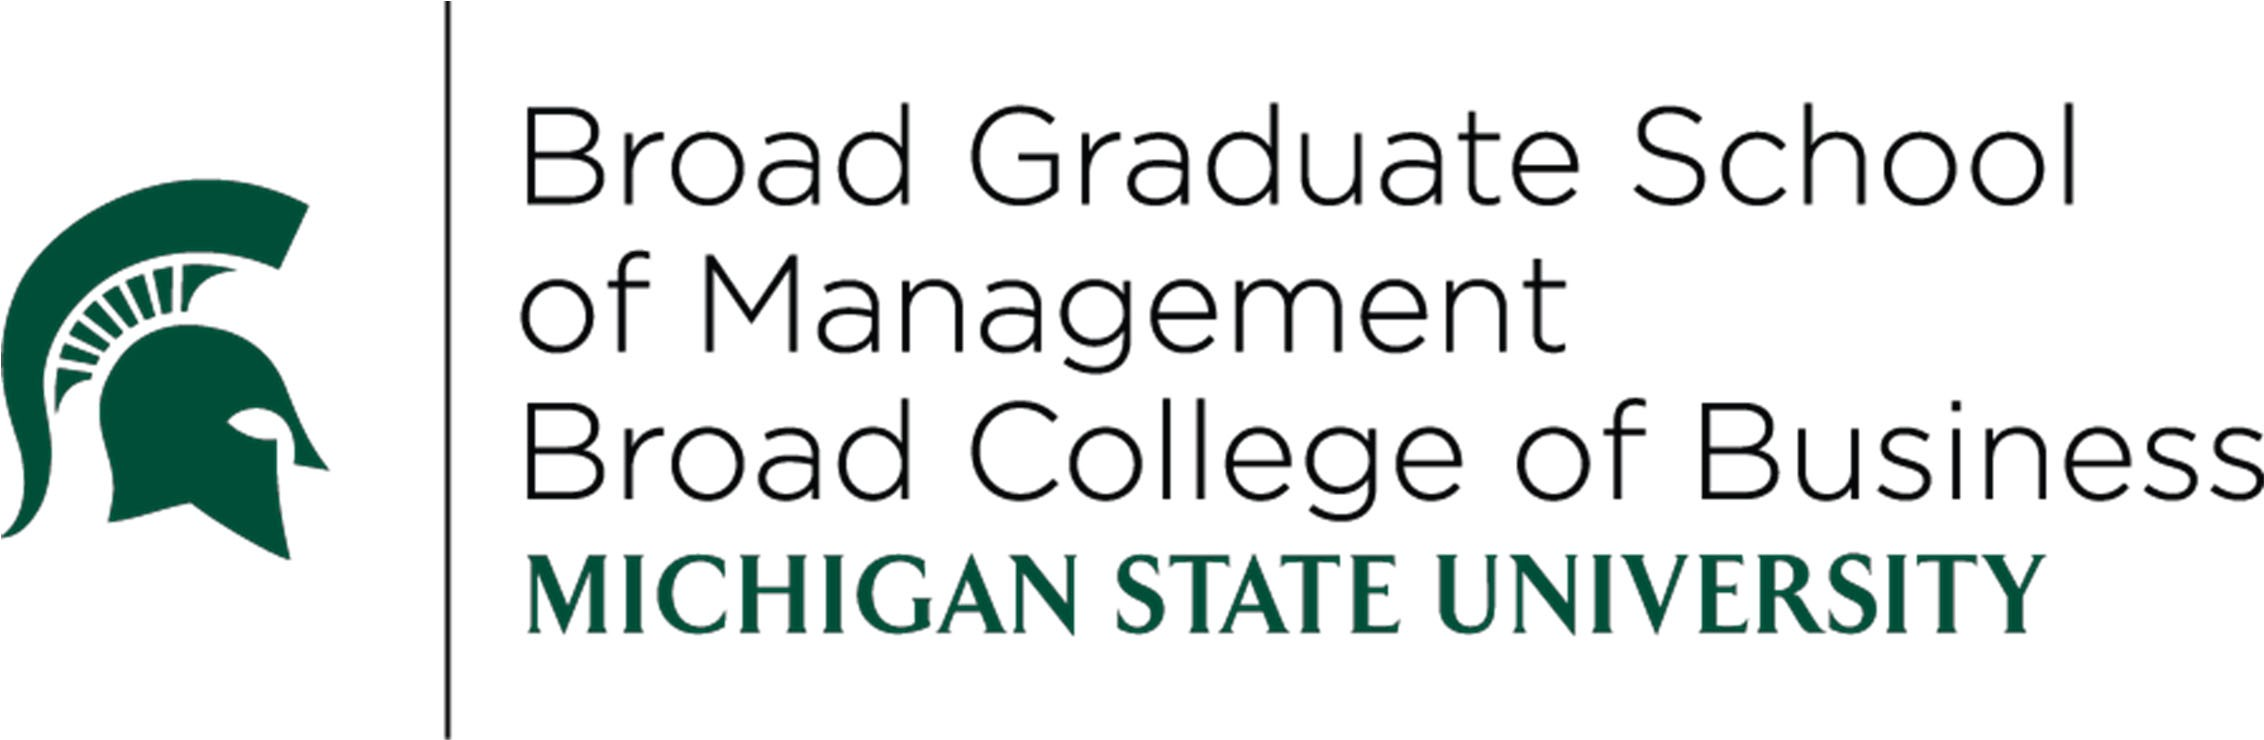 Broad Graduate School
of Management
Broad College of Business
MICHIGAN STATE UNIVERSITY